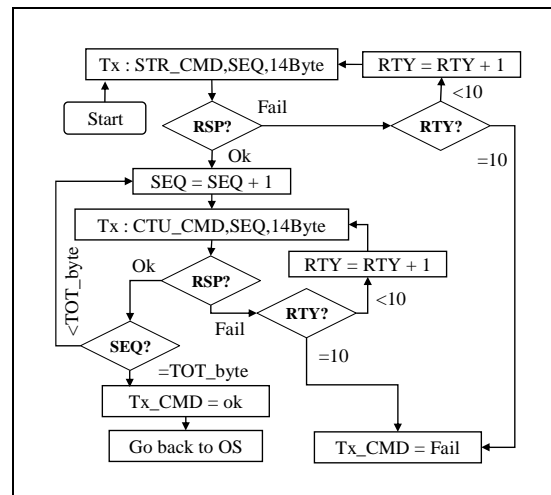 Tx : STR_CMD,SEQ,14Byte
RTY = RTY + 1
Start
Fail
<10
RSP?
RTY?
Ok
=10
SEQ = SEQ + 1
Tx : CTU_CMD,SEQ,14Byte
<TOT_byte
Ok
RSP?
RTY = RTY + 1
Fail
RTY?
<10
SEQ?
=10
=TOT_byte
Tx_CMD = ok
Go back to OS
Tx_CMD = Fail